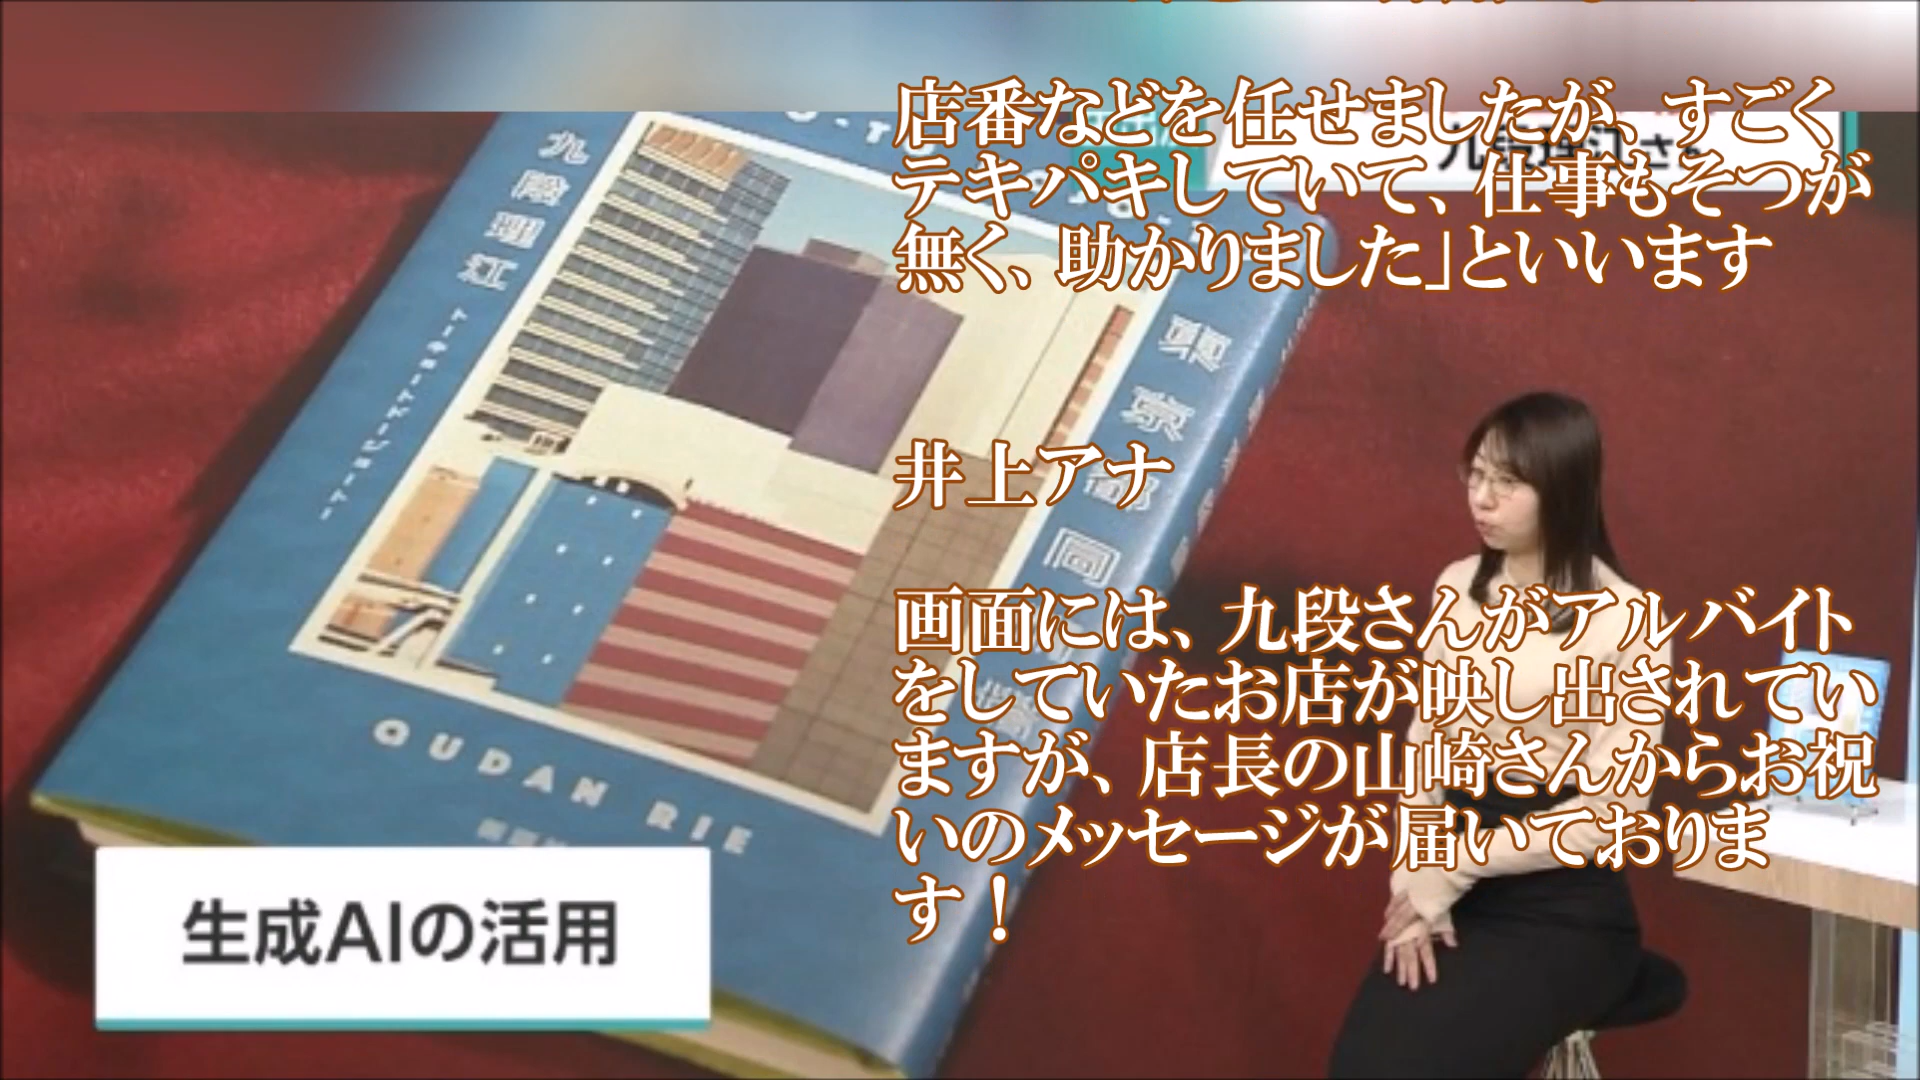 店番などを任せましたが、すごく
テキパキしていて、仕事もそつが
無く、助かりました」といいます
井上アナ
画面には、九段さんがアルバイト
をしていたお店が映し出されてい
ますが、店長の山崎さんからお祝
いのメッセージが届いておりま
す！
九段理江さん
九段理江
QUDAN RIE
生成AIの活用